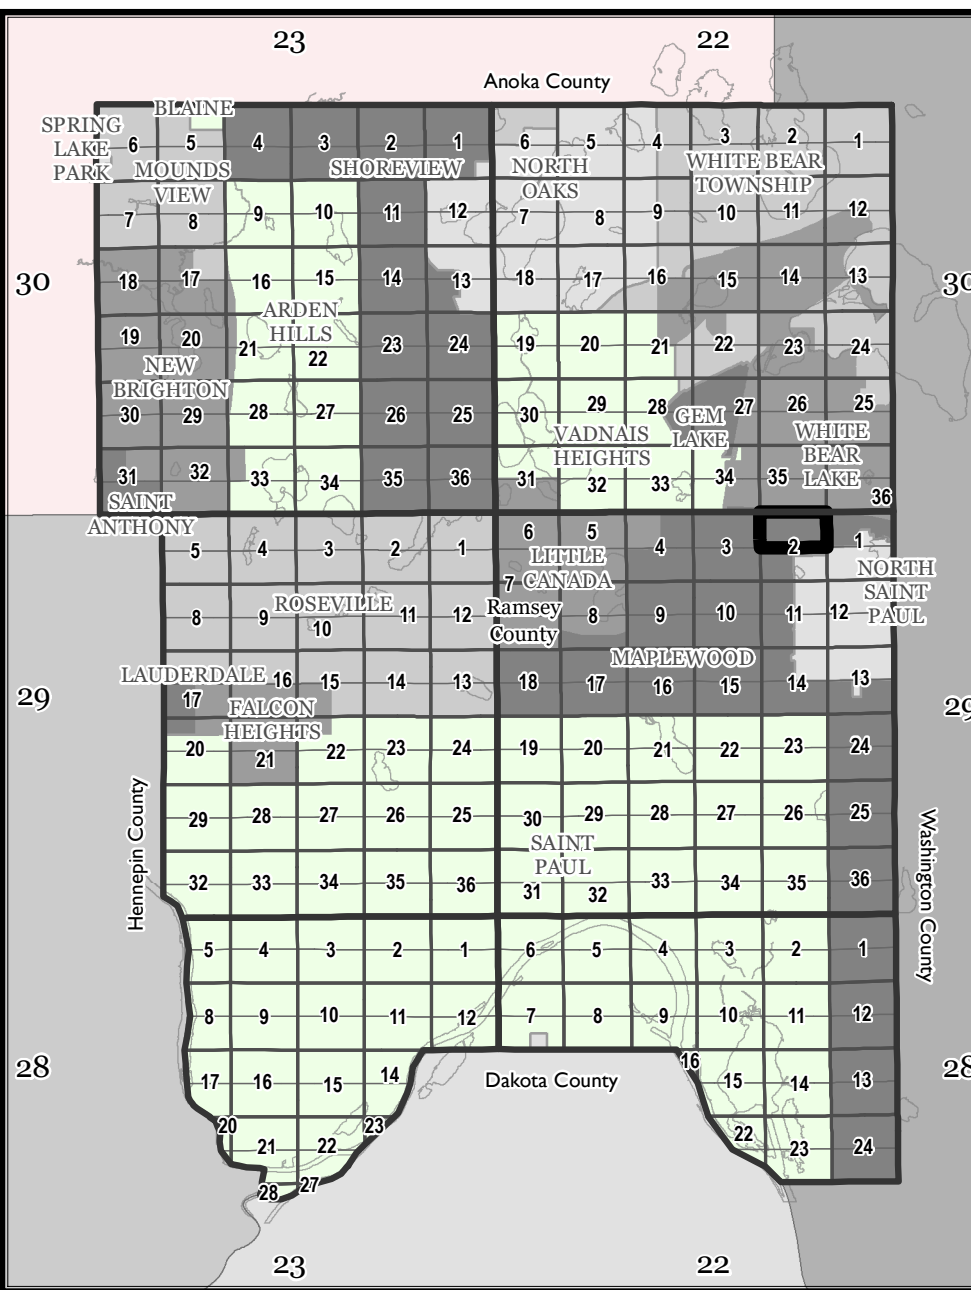 23 22
Anoka County
BLAINE
SPRING
LAKE
PARK
6 5 4 3 2 1 6 5 4 3 2 1
MOUNDS
VIEW
SHOREVIEW
NORTH
OAKS
WHITE BEAR
TOWNSHIP
7 8 9 10 11 12 7 8 9 10 11 12
30 18 17 16 15 14 13 18 17 16 15 14 13 30
ARDEN
HILLS
19 20 21 22 23 24 19 20 21 22 23 24
NEW
BRIGHTON
30 29 28 27 26 25 30 29 28 27 26 25
GEM
LAKE
VADNAIS
HEIGHTS
WHITE
BEAR
LAKE
31 32 33 34 35 36 31 32 33 34 35 36
SAINT
ANTHONY
5 4 3 2 1 6 5 4 3 2 1
LITTLE
CANADA
NORTH
SAINT
PAUL
8 9 10 11 12 7 8 9 10 11 12
ROSEVILLE
Ramsey
County
MAPLEWOOD
LAUDERDALE
29 17 16 15 14 13 18 17 16 15 14 13 29
FALCON
HEIGHTS
20 21 22 23 24 19 20 21 22 23 24
29 28 27 26 25 30 29 28 27 26 25
SAINT
PAUL
32 33 34 35 36 31 32 33 34 35 36
Hennepin County
Washington County
5 4 3 2 1 6 5 4 3 2 1
8 9 10 11 12 7 8 9 10 11 12
28 17 16 15 14 16 15 14 13 28
Dakota County
20 21 22 23 22 23 24
28 27
23 22